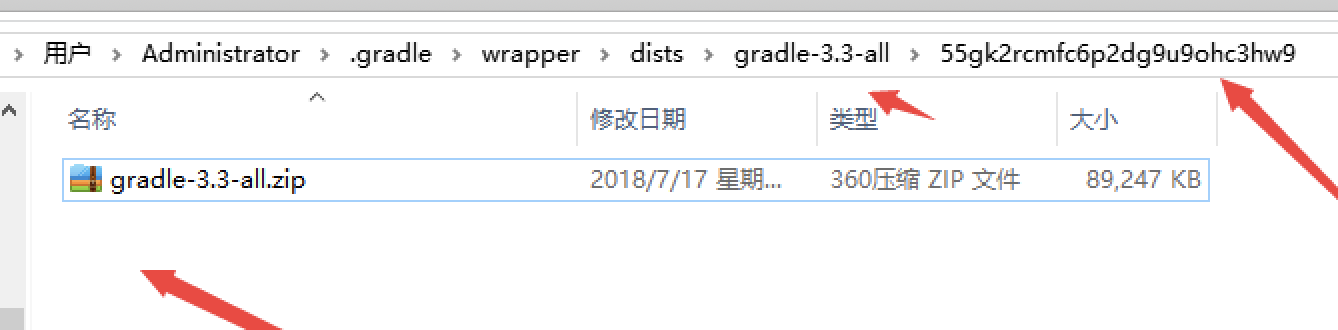 用户 Administrator .gradle wrapper dists gradle-3.3-all 55gk2rcmfc6p2dg9u9ohc3hw9
名称 修改日期 类型 大小
gradle-3.3-all.zip 2018/7/17 星期... 360压缩 ZIP 文件 89,247 KB